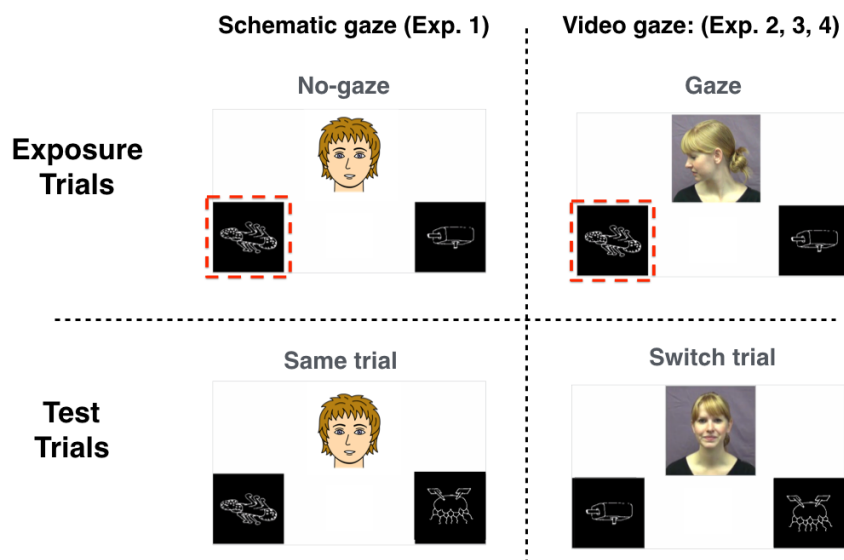 Schematic gaze (Exp. 1)
Video gaze: (Exp. 2, 3, 4)
No-gaze
Gaze
Exposure
Trials
Same trial
Switch trial
Test
Trials